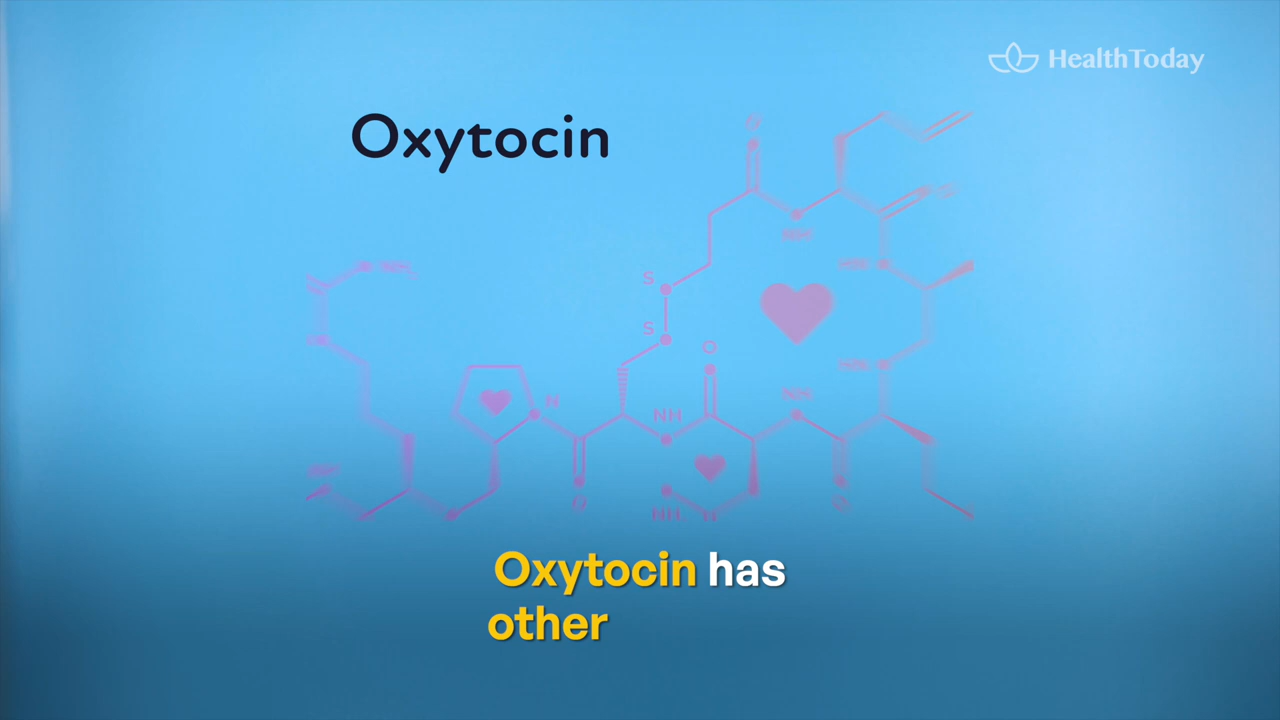 HealthToday
Oxytocin
O
NH
S
S
O
N
NH
O
Oxytocin has
other